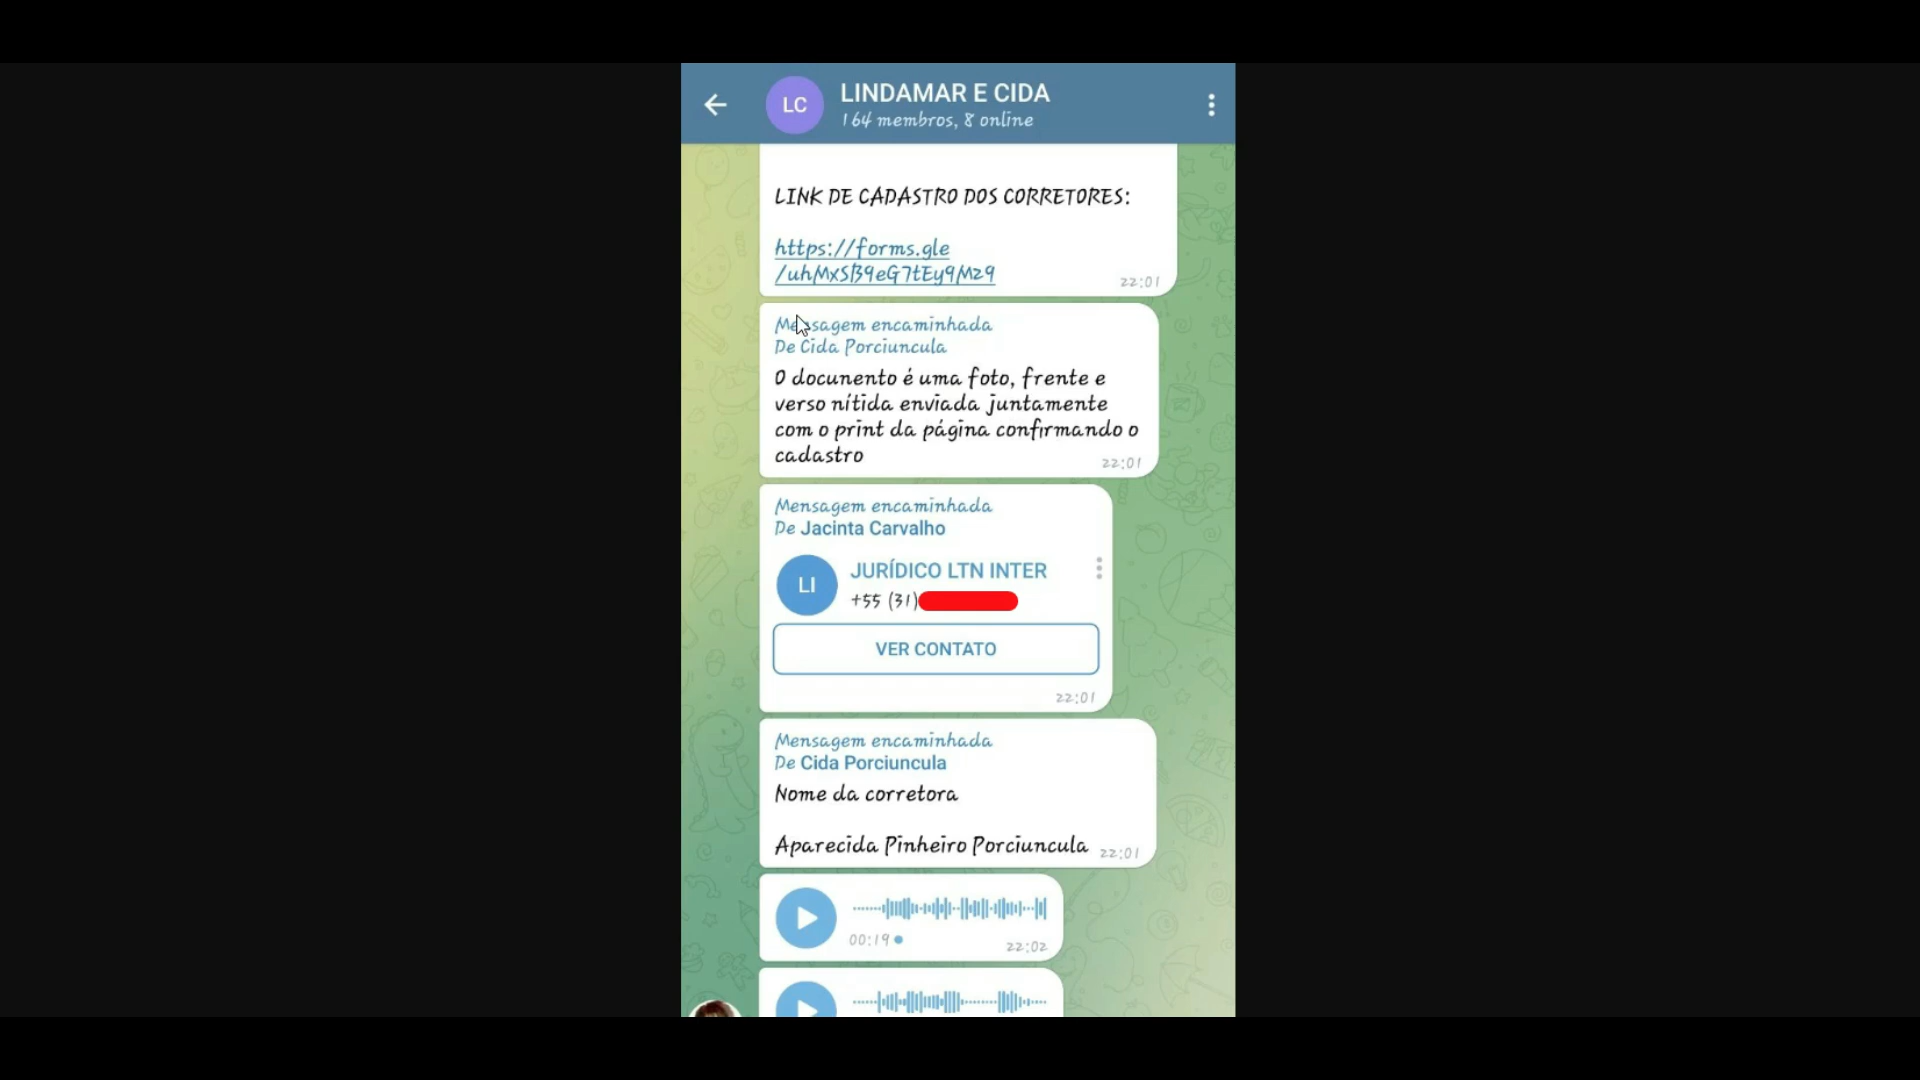 LC
LINDAMAR E CIDA
164 membros, 8 online
LINK DE CADASTRO DOS CORRETORES:
https://forms.gle
/uhMxSB9eG7tEy9Mz9
22:01
Mensagem encaminhada
De Cida Porciuncula
O docunento é uma foto, frente e
verso nítida enviada juntamente
com o print da página confirmando o
cadastro
22:01
Mensagem encaminhada
De Jacinta Carvalho
LI
JURÍDICO LTN INTER
+55 (31)
VER CONTATO
22:01
Mensagem encaminhada
De Cida Porciuncula
Nome da corretora
Aparecida Pinheiro Porciuncula
22:01
00:19
22:02